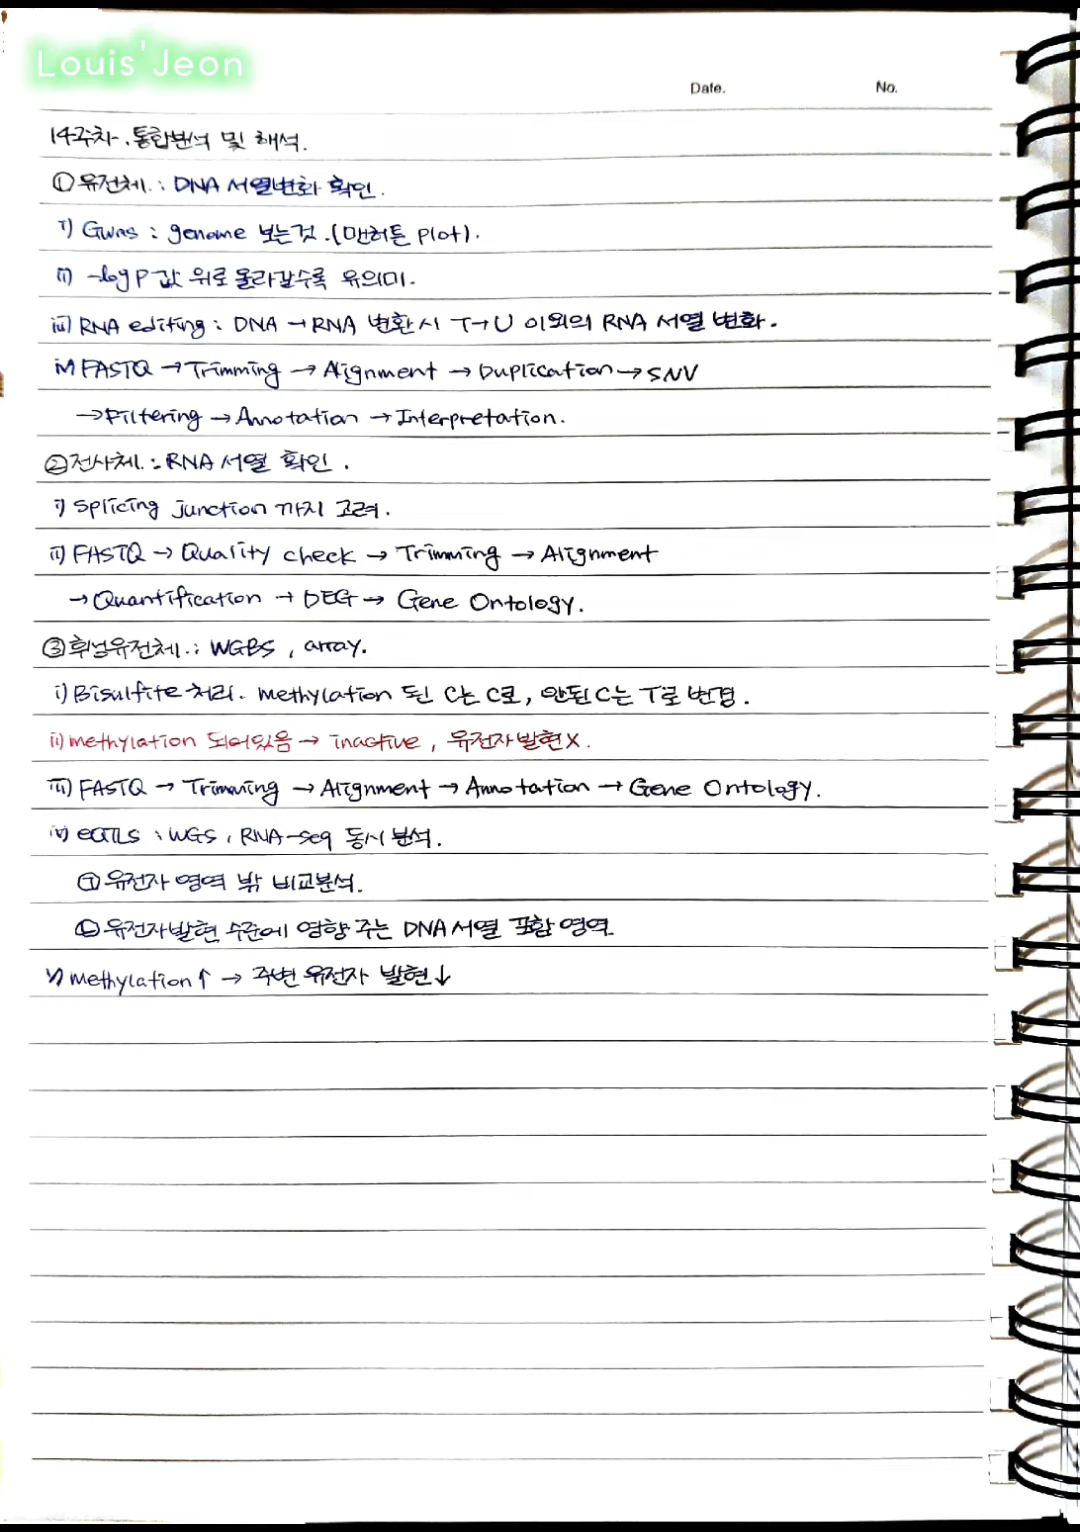 Louis'Jeon
Date. No.
14주차. 통합분석 및 해석.
① 유전체. : DNA 서열변화 확인.
i) Gwas : genome 보는것. (맨허튼 Plot).
ii) -log P 값 위로 올라갈수록 유의미.
iii) RNA editing : DNA → RNA 변환시 T→U 이외의 RNA 서열 변화.
iv) FASTQ → Trimming → Alignment → Duplication → SNV
→ Filtering → Annotation → Interpretation.
② 전사체. : RNA 서열 확인.
i) splicing junction 까지 고려.
ii) FASTQ → Quality check → Trimming → Alignment
→ Quantification → DEG → Gene Ontology.
③ 후성유전체. : WGBS, array.
i) Bisulfite 처리. methylation 된 C는 C로, 안된 C는 T로 변경.
ii) methylation 되어있음 → inactive, 유전자발현X.
iii) FASTQ → Trimming → Alignment → Annotation → Gene Ontology.
iv) eQTLS : WGS, RNA-seq 동시 분석.
㉠ 유전자 영역 밖 비교분석.
㉡ 유전자발현 수준에 영향 주는 DNA 서열 포함 영역.
v) methylation↑ → 주변 유전자 발현↓